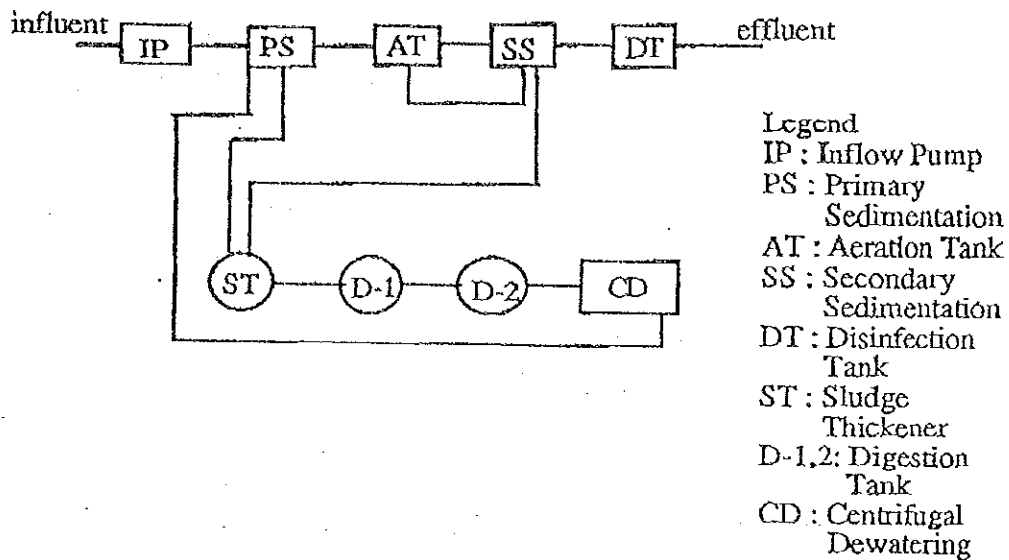 influent
IP
PS
AT
SS
DT
effluent
ST
D-1
D-2
CD
Legend
IP : Inflow Pump
PS : Primary
Sedimentation
AT : Aeration Tank
SS : Secondary
Sedimentation
DT : Disinfection
Tank
ST : Sludge
Thickener
D-1,2: Digestion
Tank
CD : Centrifugal
Dewatering